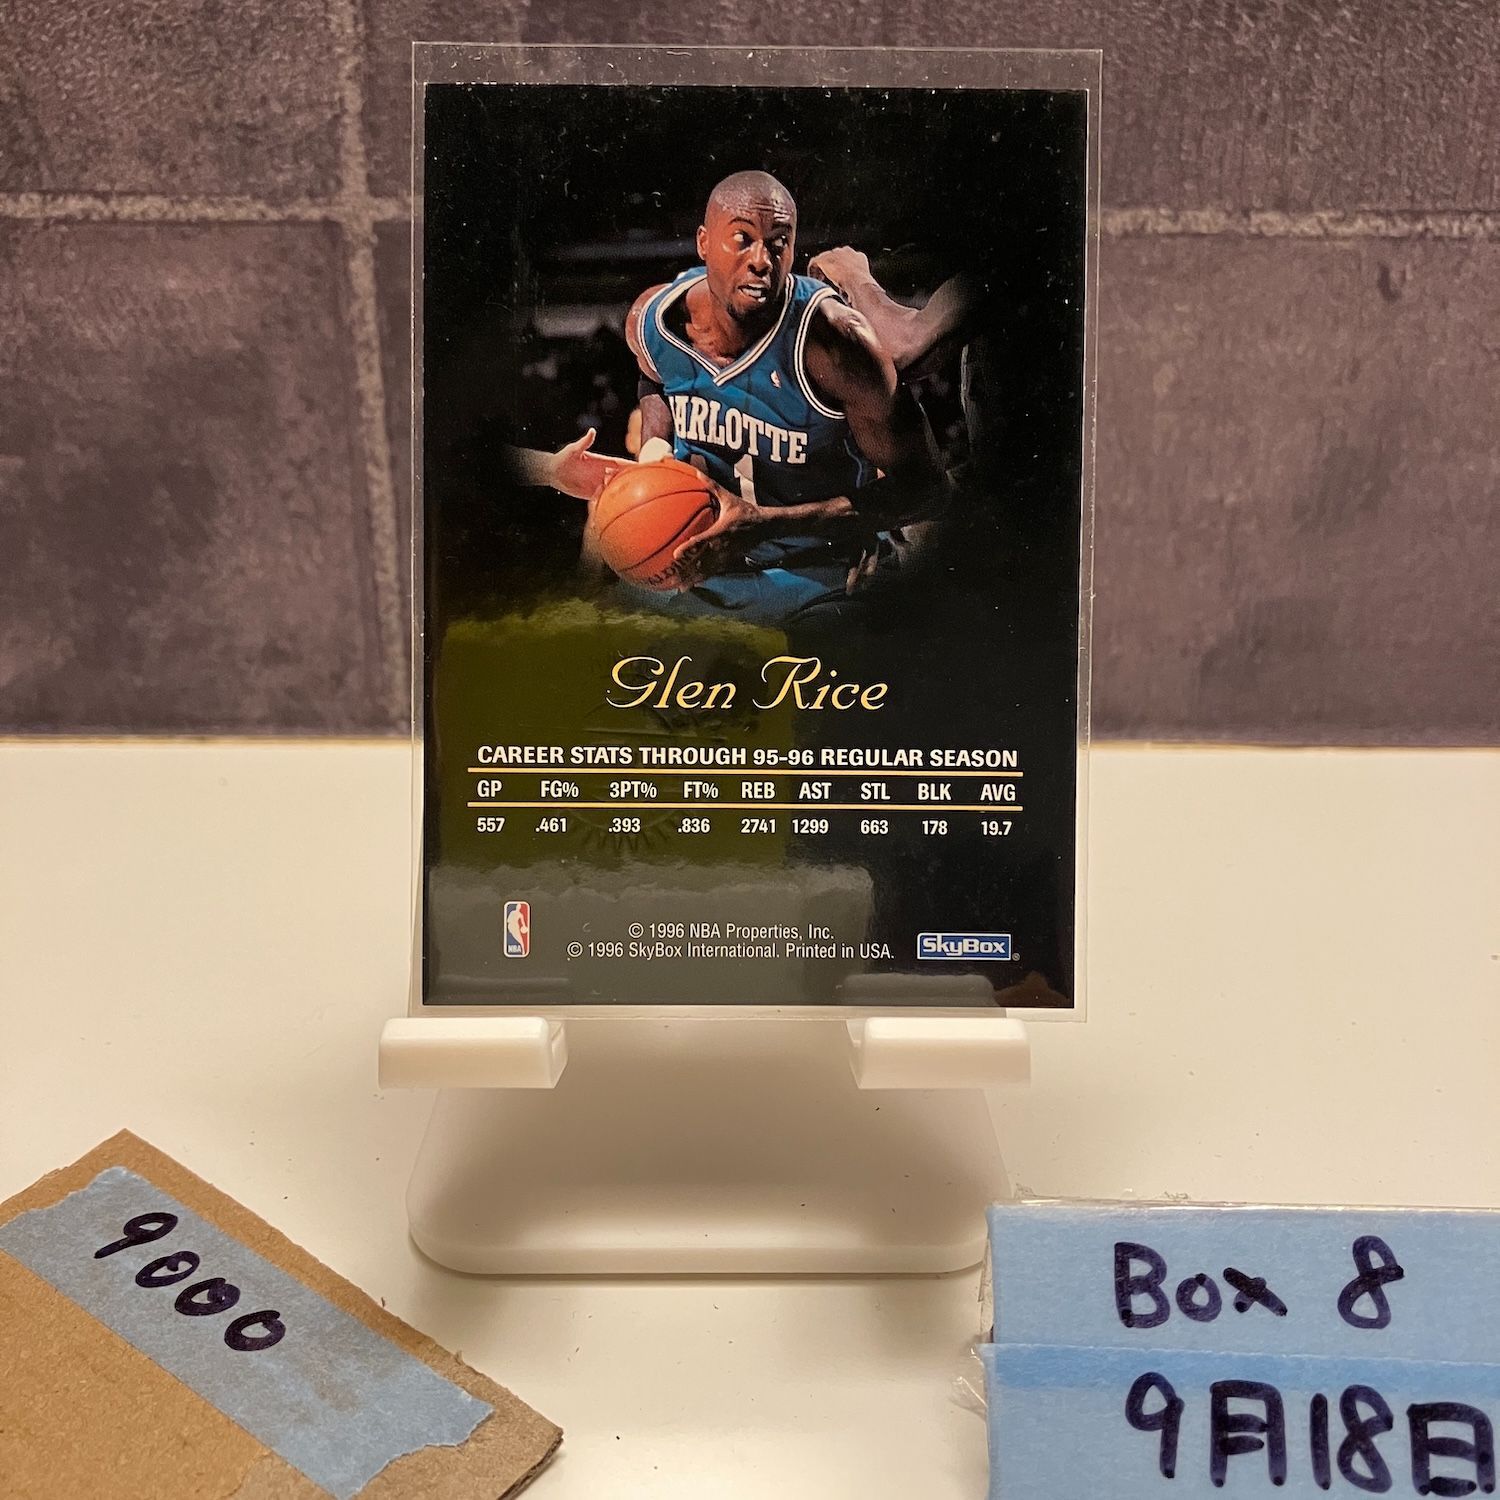 ARLOTTE
1
Glen Rice
CAREER STATS THROUGH 95-96 REGULAR SEASON
GP FG% 3PT% FT% REB AST STL BLK AVG
557 .461 .393 .836 2741 1299 663 178 19.7
NBA
© 1996 NBA Properties, Inc.
© 1996 SkyBox International. Printed in USA.
SkyBox®
9000
Box 8
9月18日